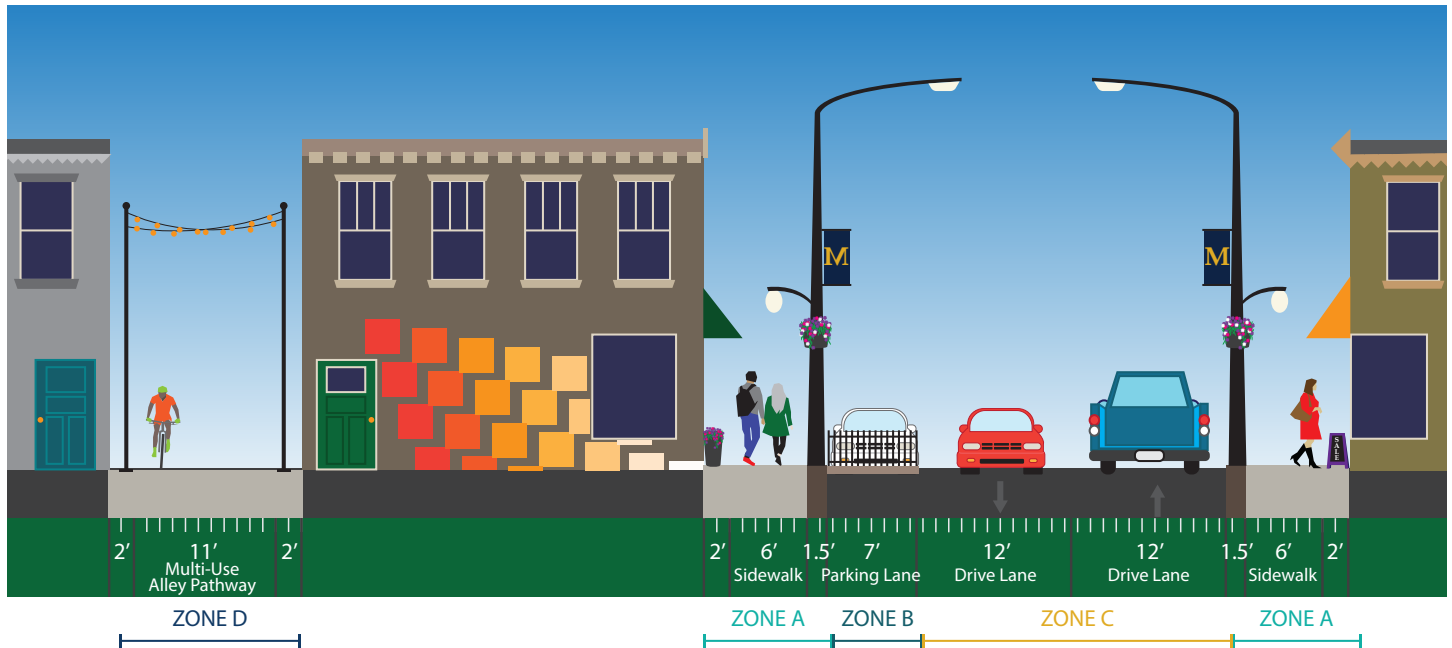 M
M
SALE
2’ 11’ 2’ 2’ 6’ 1.5’ 7’ 12’ 12’ 1.5’ 6’ 2’
Multi-Use
Alley Pathway
Sidewalk Parking Lane Drive Lane Drive Lane Sidewalk
ZONE D ZONE A ZONE B ZONE C ZONE A